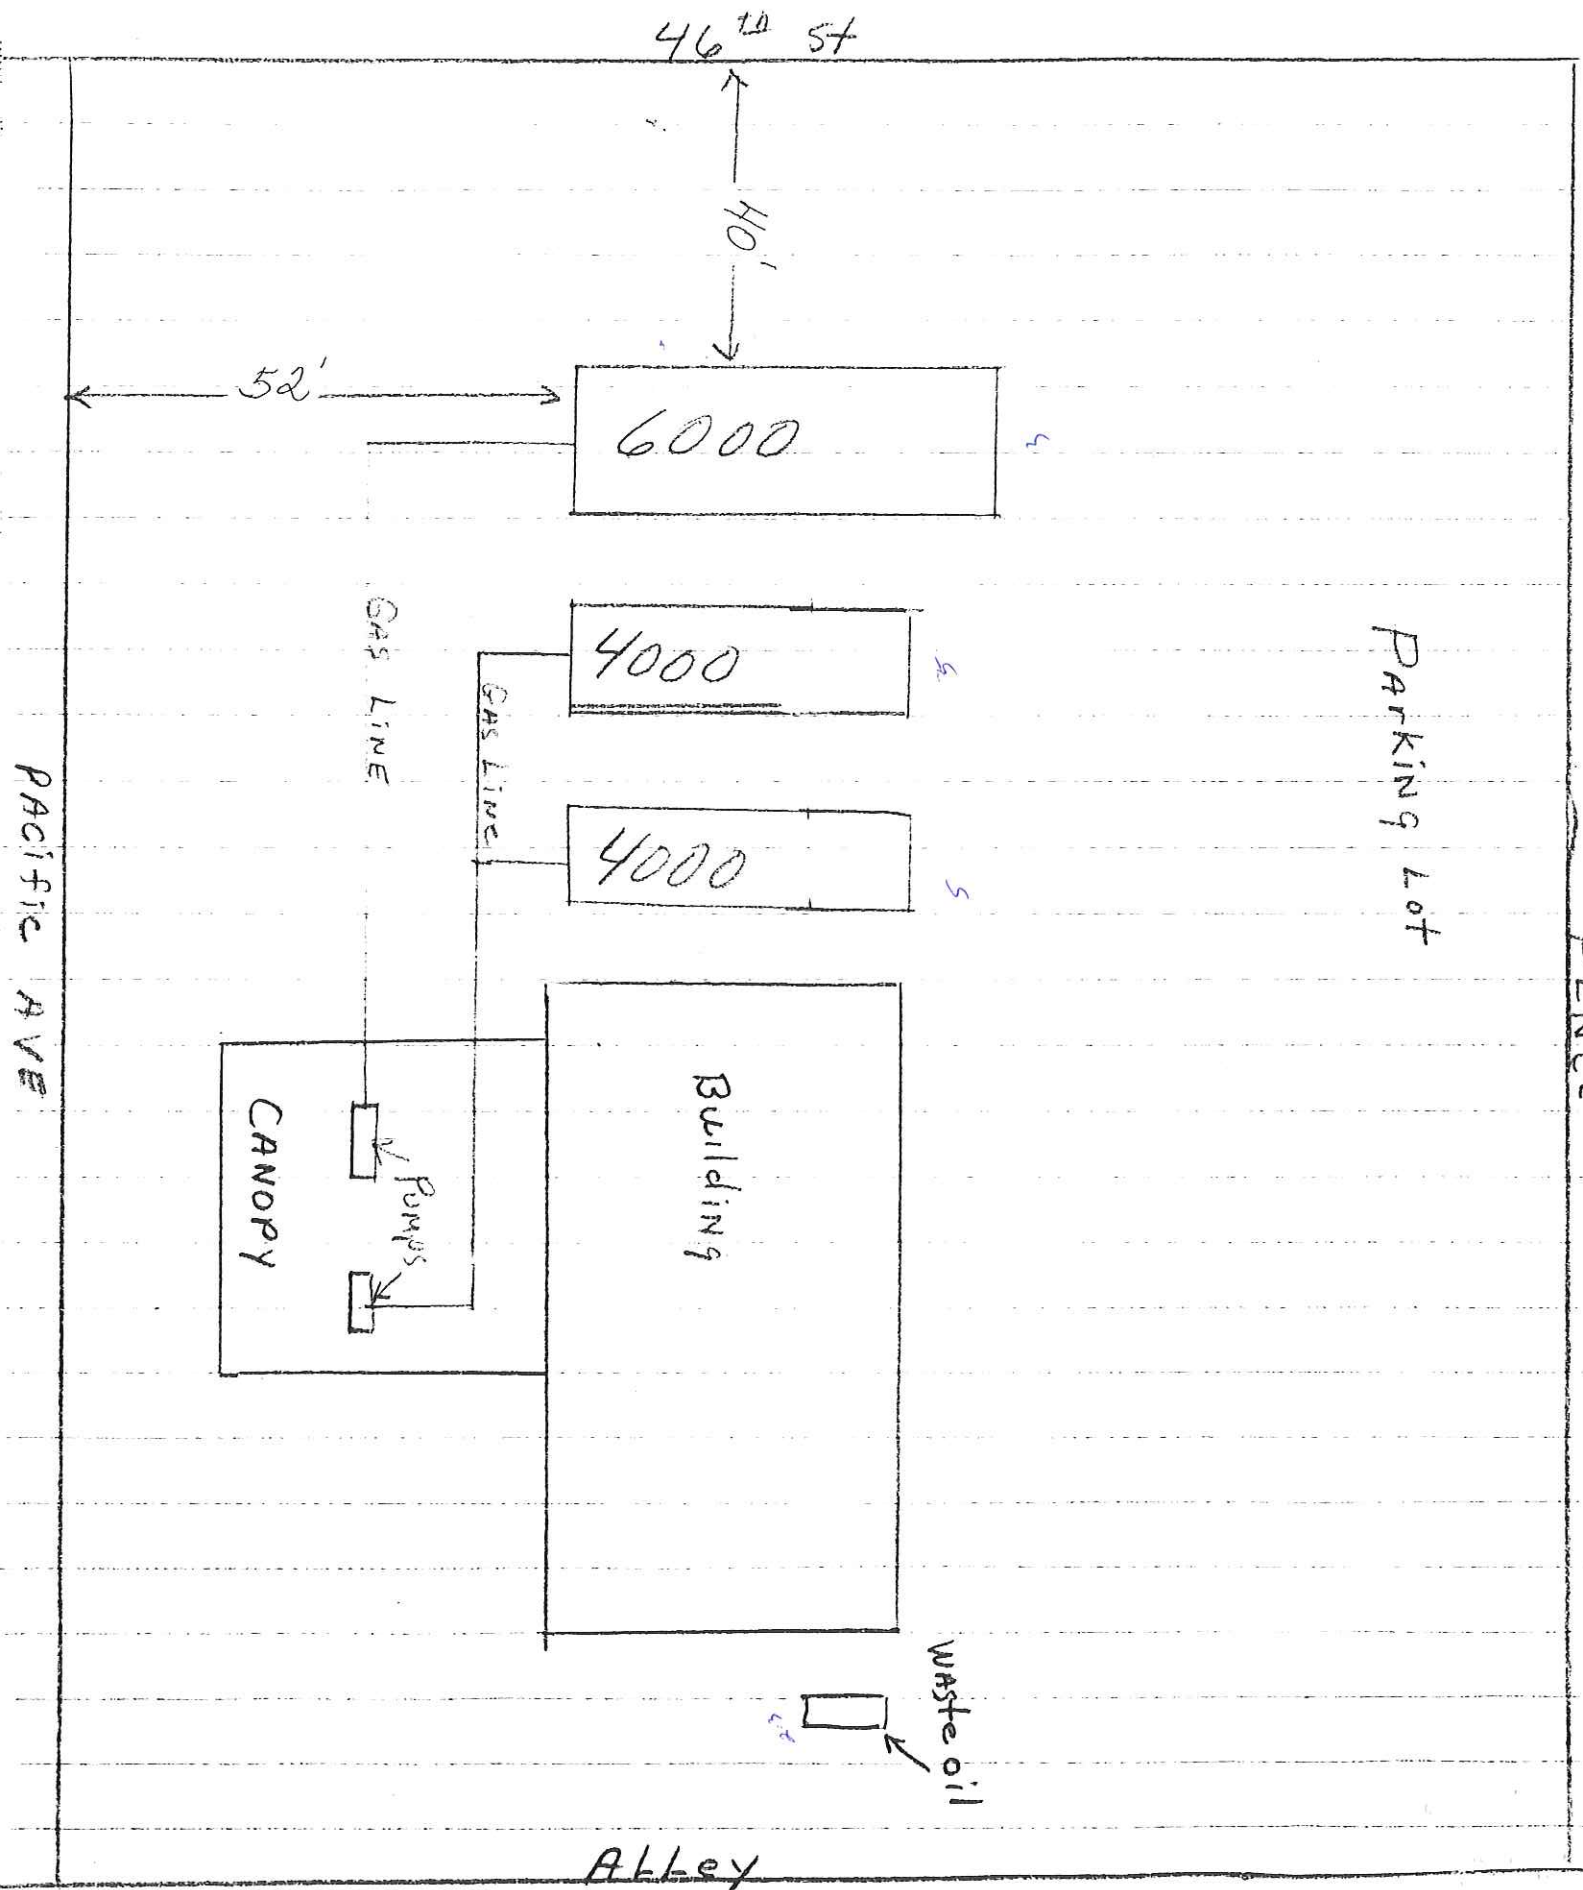 46th St
40'
52'
6000
4000
4000
GAS LiNE
GAS LiNE
PArkiNg Lot
PAcific AVE
BuildiNg
CANOPY
Pumps
WAste oil
ALLey